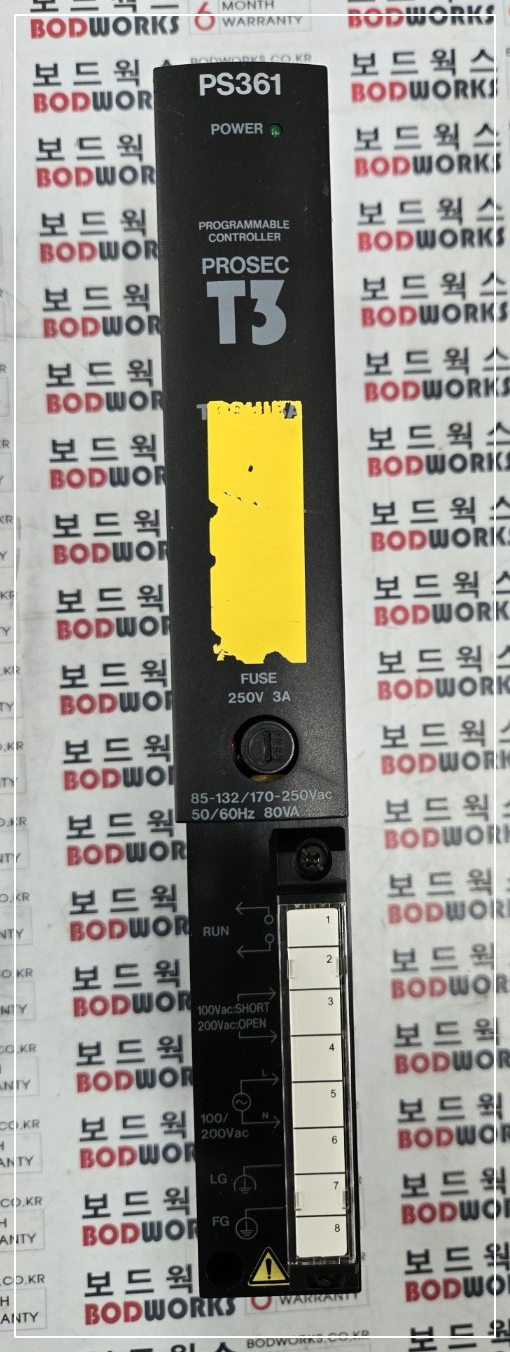 PS361
POWER
PROGRAMMABLE
CONTROLLER
PROSEC
T3
FUSE
250V 3A
85-132/170-250Vac
50/60Hz 80VA
RUN
100Vac:SHORT
200Vac:OPEN
L
N
100/
200Vac
LG
FG
1
2
3
4
5
6
7
8
보드웍스
BODWORKS
BODWORKS.CO.KR
6 MONTH
WARRANTY